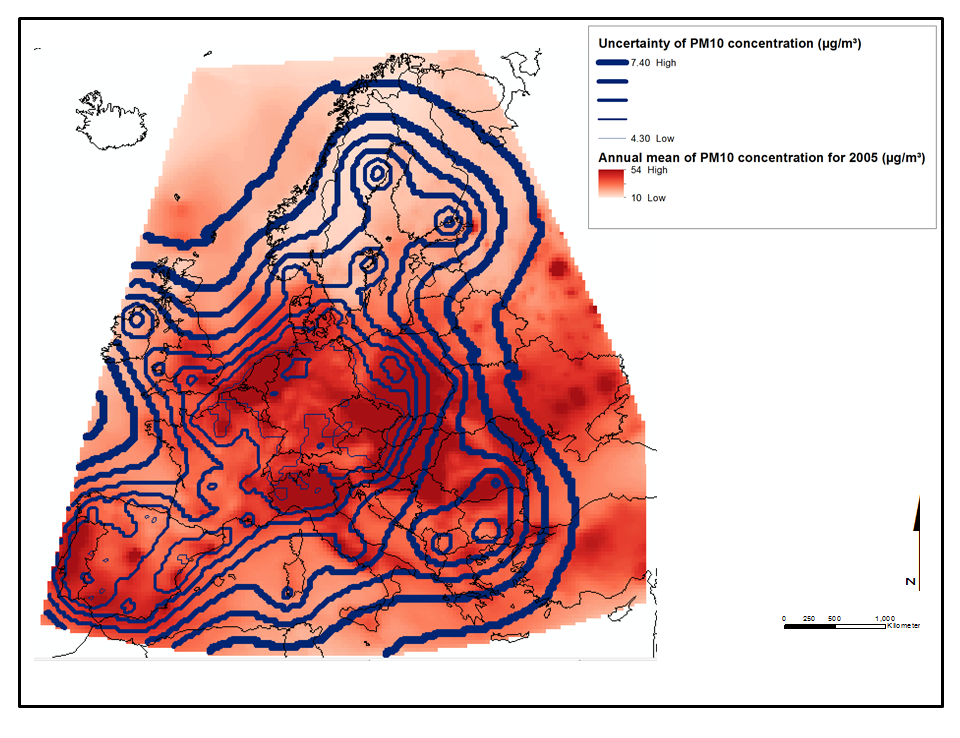 Uncertainty of PM10 concentration (µg/m³)
7.40 High
4.30 Low
Annual mean of PM10 concentration for 2005 (µg/m³)
54 High
10 Low
N
0 250 500 1,000
Kilometer